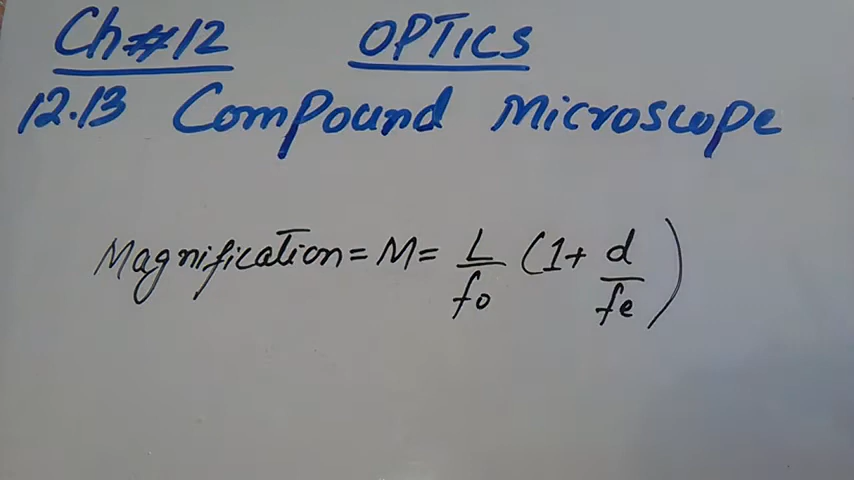 Ch#12 OPTICS
12.13 Compound Microscope
Magnification = M = L/fo (1 + d/fe)